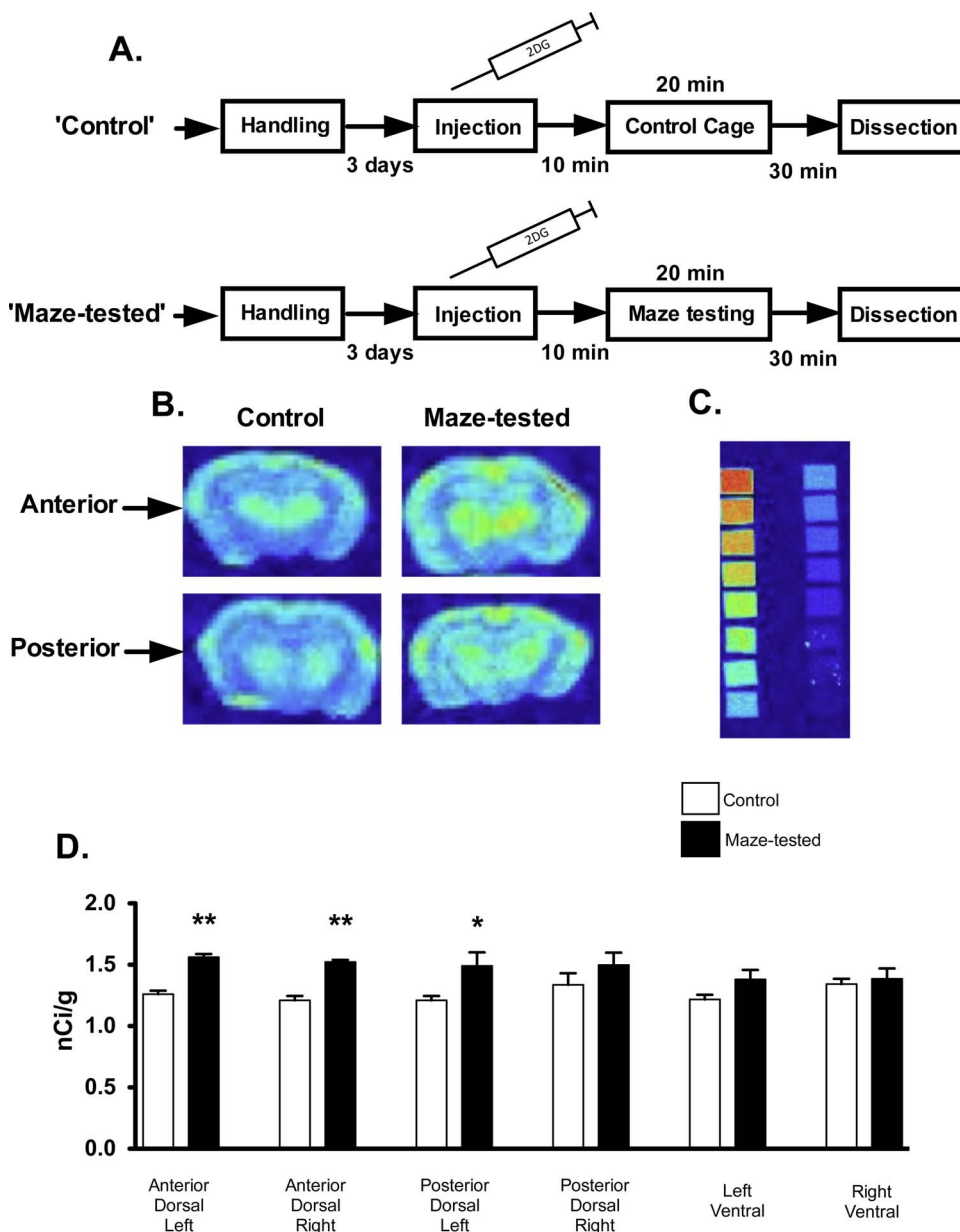 A.
2DG
20 min
'Control'
Handling
Injection
Control Cage
Dissection
3 days
10 min
30 min
2DG
20 min
'Maze-tested'
Handling
Injection
Maze testing
Dissection
3 days
10 min
30 min
B.
C.
Control
Maze-tested
Anterior
Posterior
Control
Maze-tested
D.
2.0
1.5
1.0
0.5
0.0
nCi/g
**
**
*
Anterior
Dorsal
Left
Anterior
Dorsal
Right
Posterior
Dorsal
Left
Posterior
Dorsal
Right
Left
Ventral
Right
Ventral